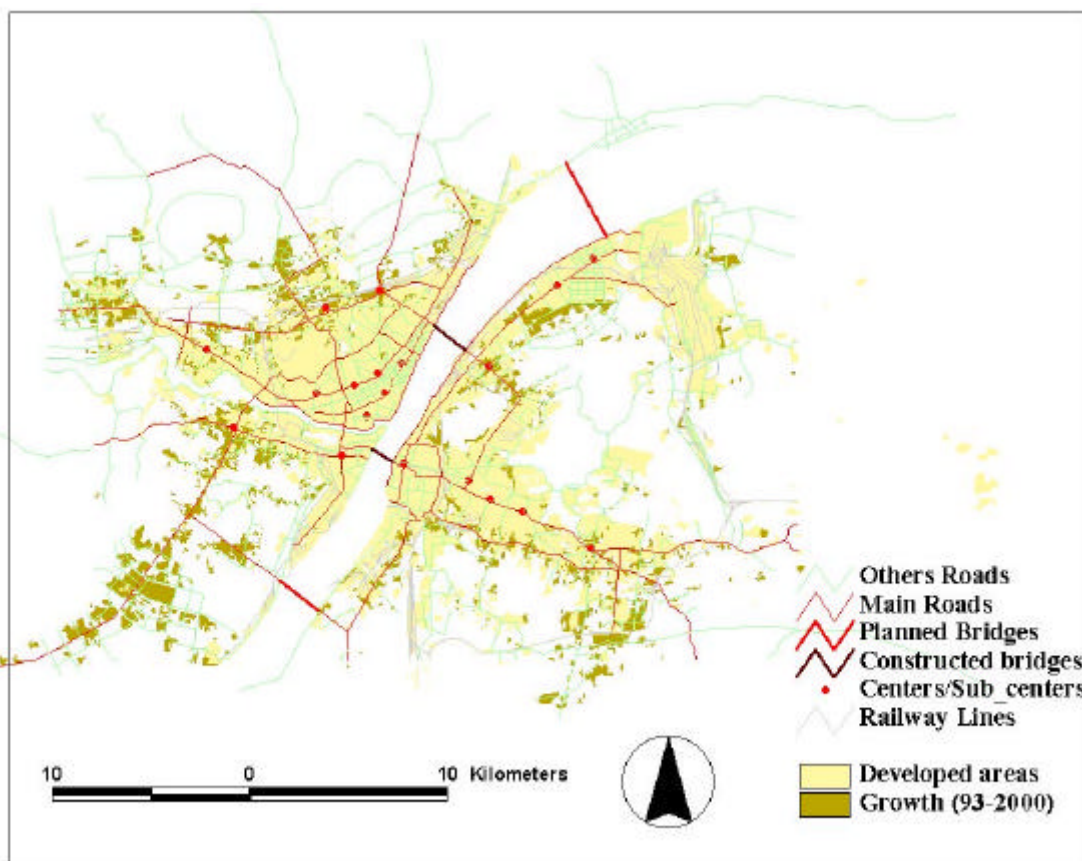 Others Roads
Main Roads
Planned Bridges
Constructed bridges
Centers/Sub_centers
Railway Lines
10 0 10 Kilometers
Developed areas
Growth (93-2000)